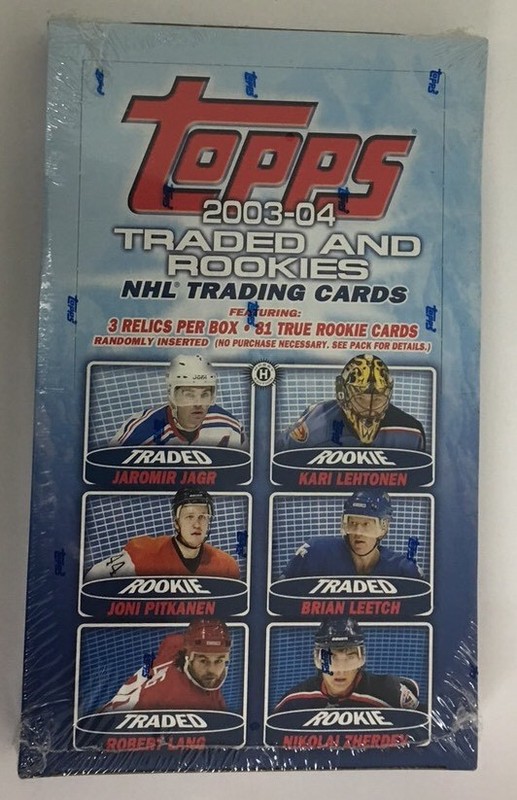 TOPPS
2003-04
TRADED AND
ROOKIES
NHL® TRADING CARDS
FEATURING:
3 RELICS PER BOX • 81 TRUE ROOKIE CARDS
RANDOMLY INSERTED (NO PURCHASE NECESSARY. SEE PACK FOR DETAILS.)
H
TRADED
JAROMIR JAGR
ROOKIE
KARI LEHTONEN
ROOKIE
JONI PITKANEN
TRADED
BRIAN LEETCH
TRADED
ROBERT LANG
ROOKIE
NIKOLAI ZHERDEV